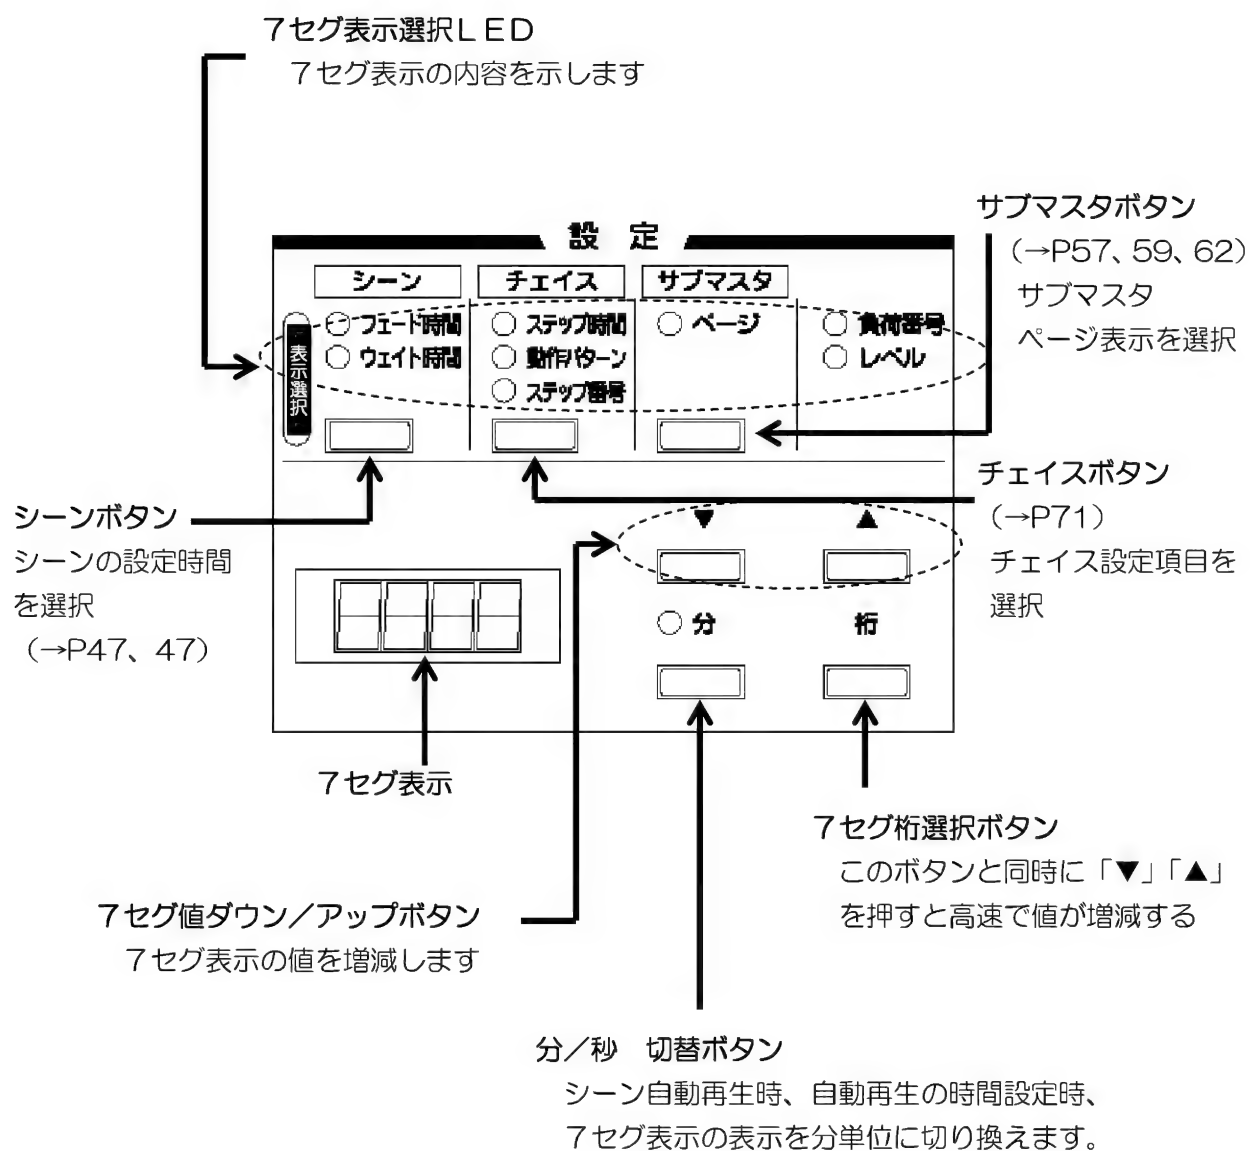 7セグ表示選択LED
7セグ表示の内容を示します
サブマスタボタン
(→P57、59、62)
サブマスタ
ページ表示を選択
設 定
シーン
チェイス
サブマスタ
表示選択
フェード時間
ウェイト時間
ステップ時間
動作パターン
ステップ番号
ページ
負荷番号
レベル
チェイスボタン
(→P71)
チェイス設定項目を
選択
シーンボタン
シーンの設定時間
を選択
(→P47、47)
▼
▲
分
桁
7セグ表示
7セグ桁選択ボタン
このボタンと同時に「▼」「▲」
を押すと高速で値が増減する
7セグ値ダウン/アップボタン
7セグ表示の値を増減します
分/秒 切替ボタン
シーン自動再生時、自動再生の時間設定時、
7セグ表示の表示を分単位に切り換えます。